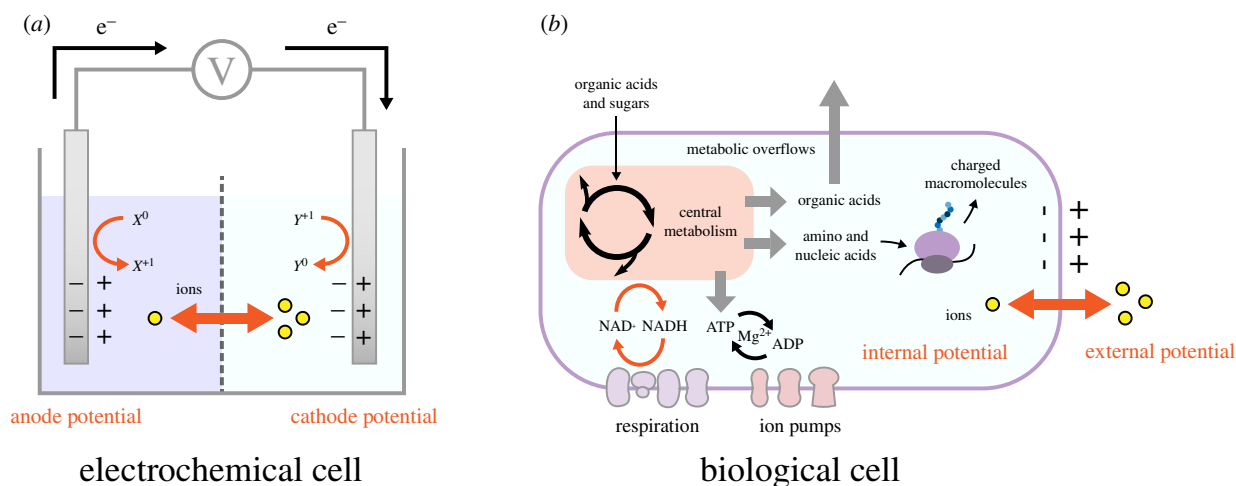 (a)
e⁻
e⁻
V
X⁰
X⁺¹
Y⁺¹
Y⁰
− +
− +
− +
− +
− +
− +
ions
anode potential
cathode potential
electrochemical cell
(b)
organic acids
and sugars
metabolic overflows
central
metabolism
organic acids
amino and
nucleic acids
charged
macromolecules
- +
- +
- +
NAD⁺ NADH
ATP
Mg²⁺
ADP
ions
internal potential
external potential
respiration
ion pumps
biological cell